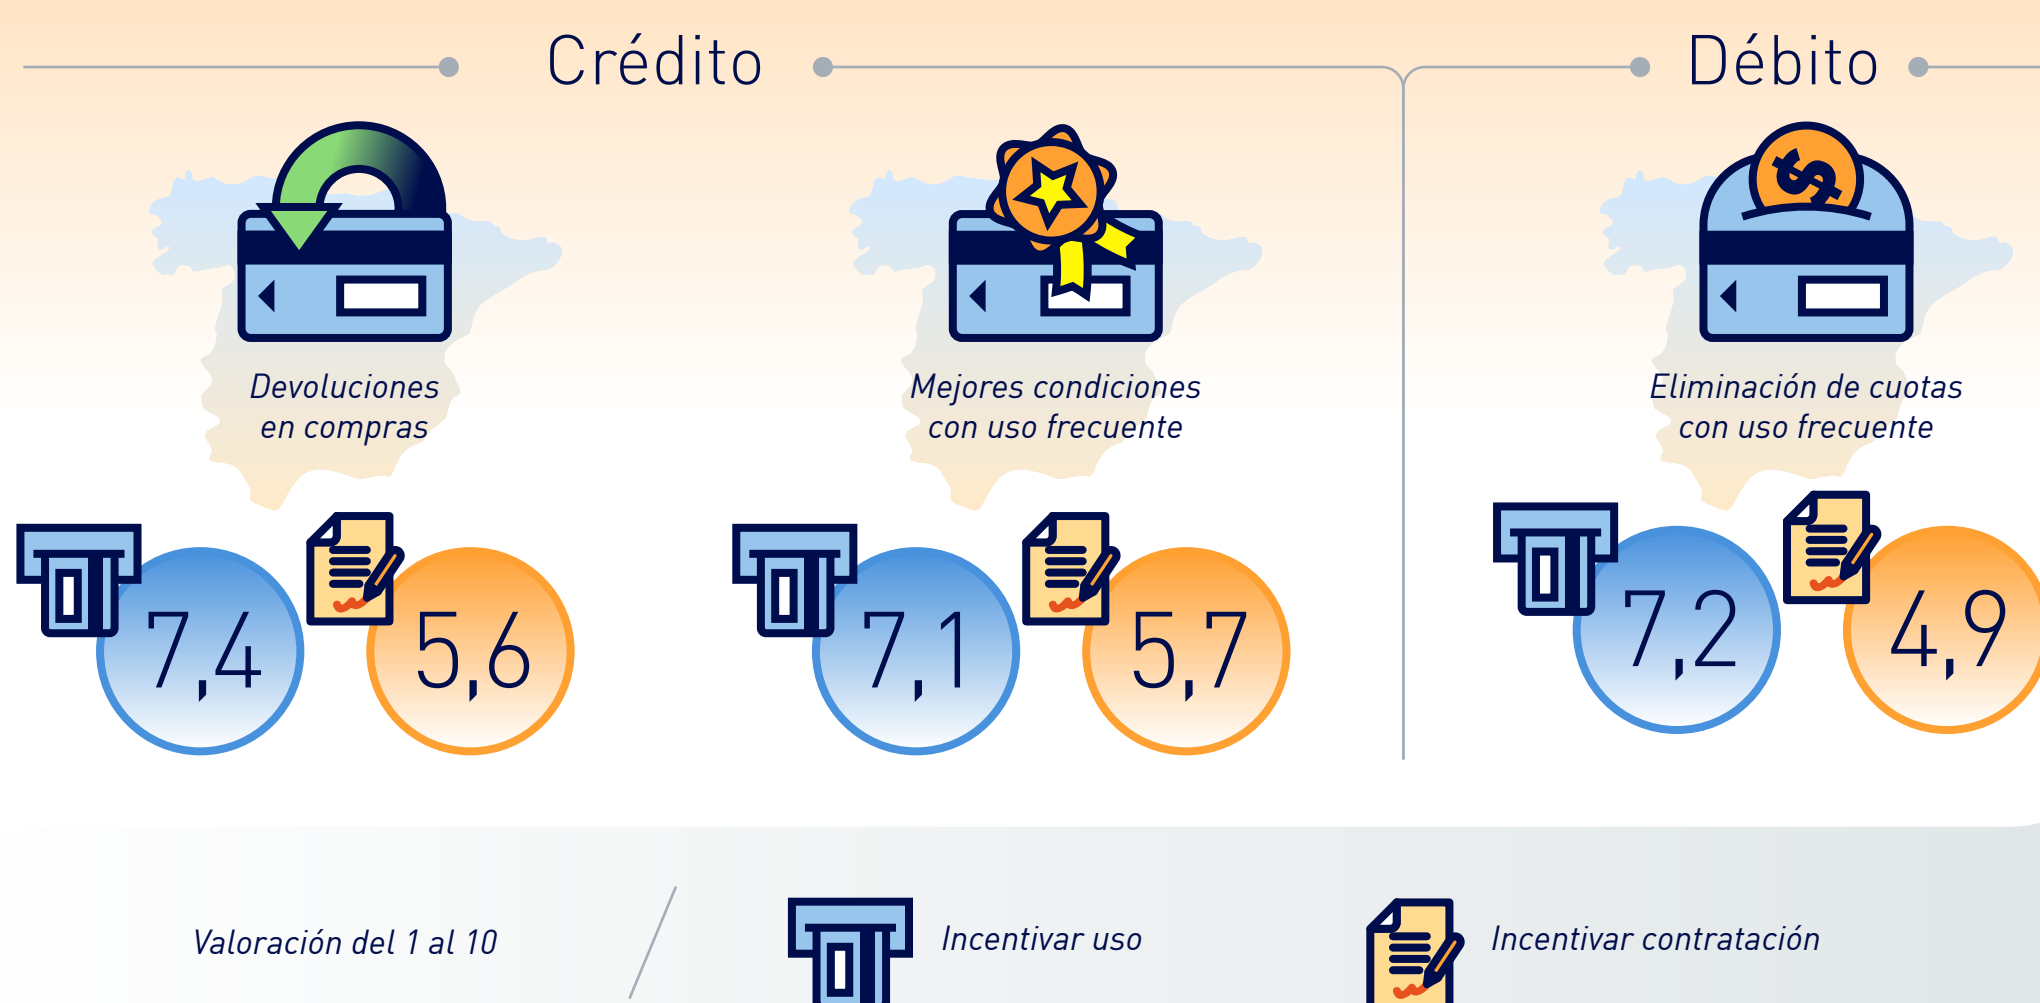 Crédito
Débito
Devoluciones
en compras
Mejores condiciones
con uso frecuente
Eliminación de cuotas
con uso frecuente
7,4
5,6
7,1
5,7
7,2
4,9
Valoración del 1 al 10
Incentivar uso
Incentivar contratación